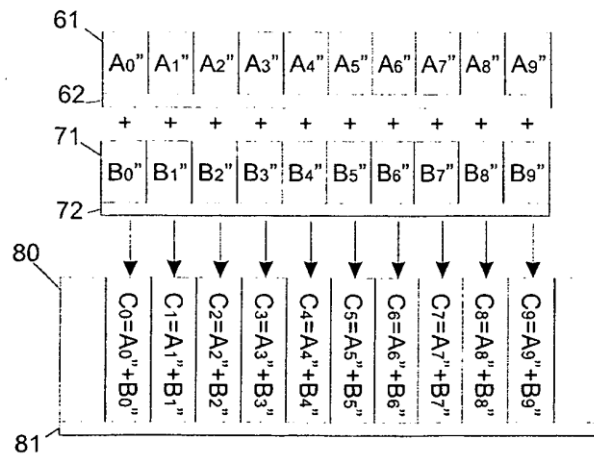 61
A0” A1” A2” A3” A4” A5” A6” A7” A8” A9”
62
+ + + + + + + + + +
71
B0” B1” B2” B3” B4” B5” B6” B7” B8” B9”
72
80
C0=A0”+B0”
C1=A1”+B1”
C2=A2”+B2”
C3=A3”+B3”
C4=A4”+B4”
C5=A5”+B5”
C6=A6”+B6”
C7=A7”+B7”
C8=A8”+B8”
C9=A9”+B9”
81